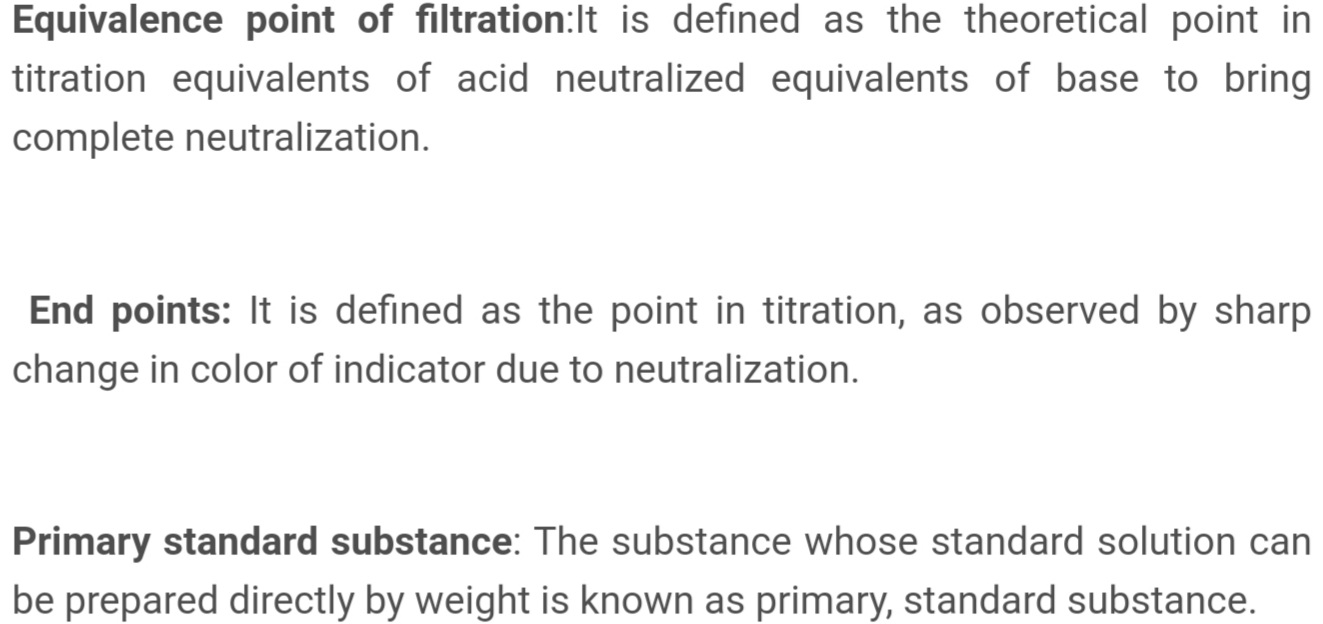 Equivalence point of filtration:It is defined as the theoretical point in
titration equivalents of acid neutralized equivalents of base to bring
complete neutralization.
End points: It is defined as the point in titration, as observed by sharp
change in color of indicator due to neutralization.
Primary standard substance: The substance whose standard solution can
be prepared directly by weight is known as primary, standard substance.